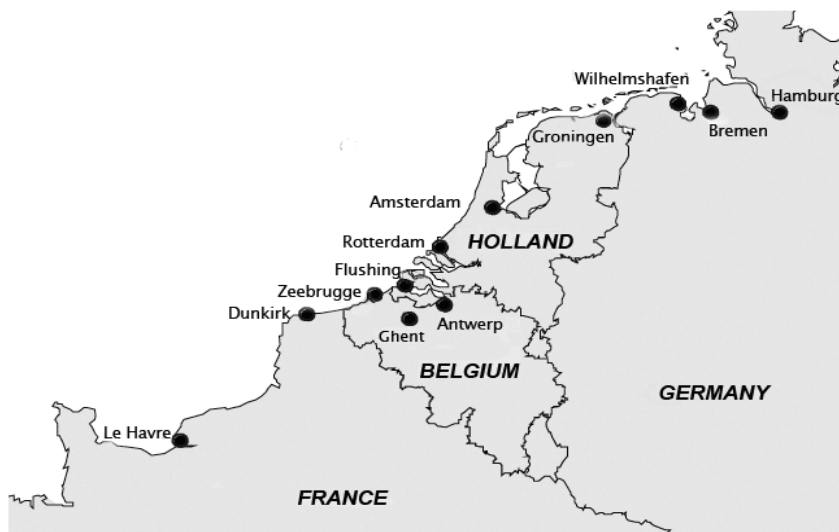 Wilhelmshafen
Hamburg
Groningen
Bremen
Amsterdam
Rotterdam
HOLLAND
Flushing
Zeebrugge
Dunkirk
Antwerp
Ghent
BELGIUM
GERMANY
Le Havre
FRANCE